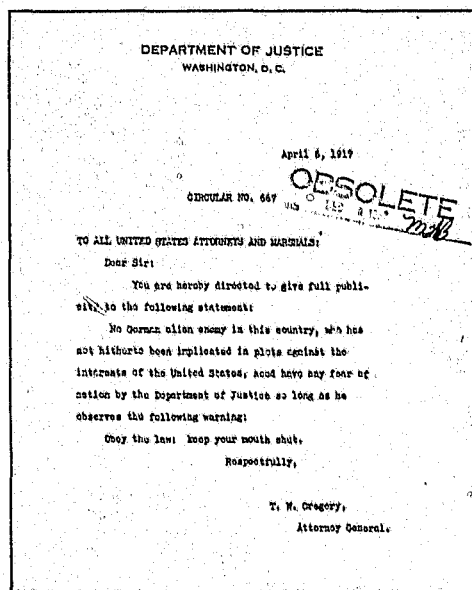 DEPARTMENT OF JUSTICE
WASHINGTON, D. C.
April 6, 1917
CIRCULAR NO. 667
OBSOLETE
TO ALL UNITED STATES ATTORNEYS AND MARSHALS:
Dear Sir:
You are hereby directed to give full publi-
city to the following statement:
No German alien enemy in this country, who has
not hitherto been implicated in plots against the
interests of the United States, need have any fear of
action by the Department of Justice so long as he
observes the following warning:
Obey the law; keep your mouth shut.
Respectfully,
T. W. Gregory,
Attorney General.